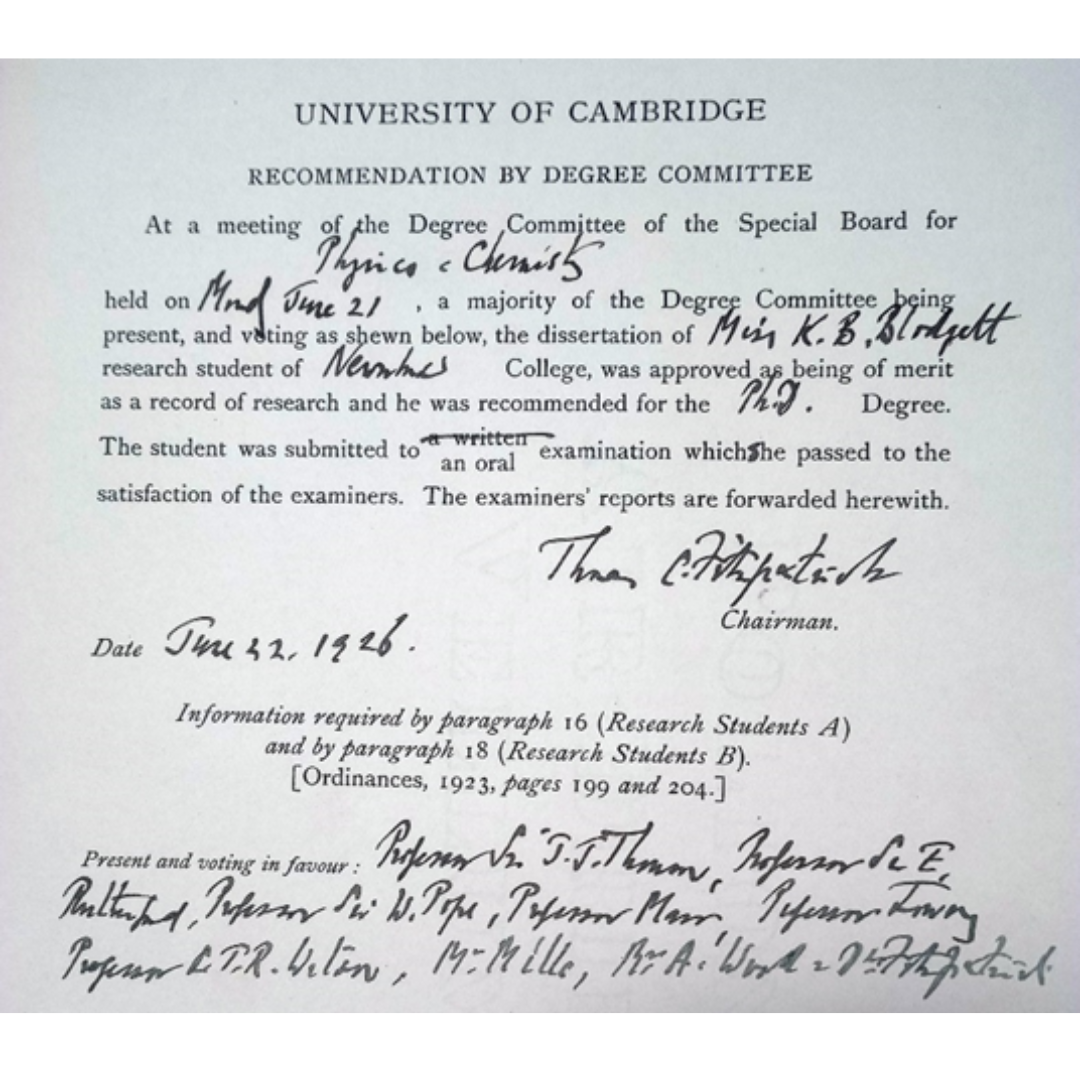 UNIVERSITY OF CAMBRIDGE
RECOMMENDATION BY DEGREE COMMITTEE
At a meeting of the Degree Committee of the Special Board for
Physics & Chemistry
held on Mond June 21 , a majority of the Degree Committee being
present, and voting as shewn below, the dissertation of Miss K. B. Blodgett
research student of Newnham College, was approved as being of merit
as a record of research and he was recommended for the Ph.D. Degree.
a written
The student was submitted to examination which She passed to the
an oral
satisfaction of the examiners. The examiners' reports are forwarded herewith.
Thomas C. Fitzpatrick
Chairman.
Date June 22, 1926.
Information required by paragraph 16 (Research Students A)
and by paragraph 18 (Research Students B).
[Ordinances, 1923, pages 199 and 204.]
Present and voting in favour : Professor Sir J. J. Thomson, Professor Sir E.
Rutherford, Professor Sir W. Pope, Professor Professor Lowry
Professor C.T.R. Wilson, Mr Mills, A. Wood & Dr Fitzpatrick